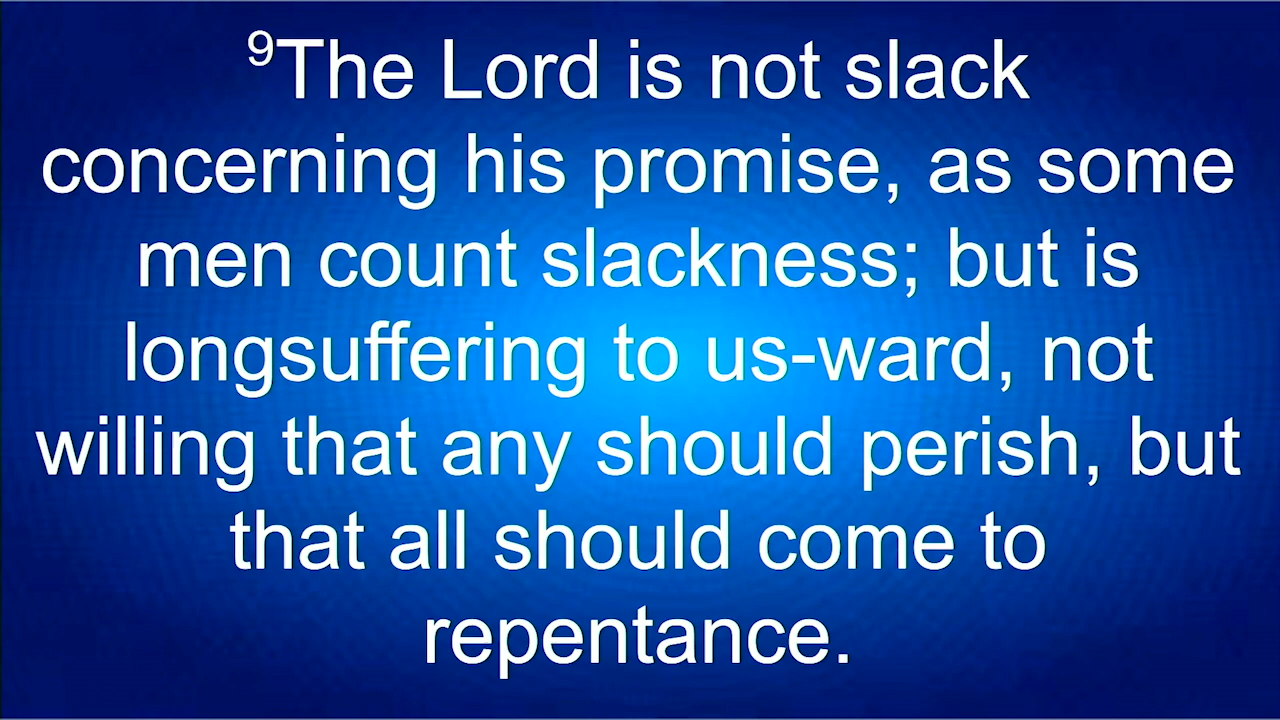 ⁹The Lord is not slack
concerning his promise, as some
men count slackness; but is
longsuffering to us-ward, not
willing that any should perish, but
that all should come to
repentance.